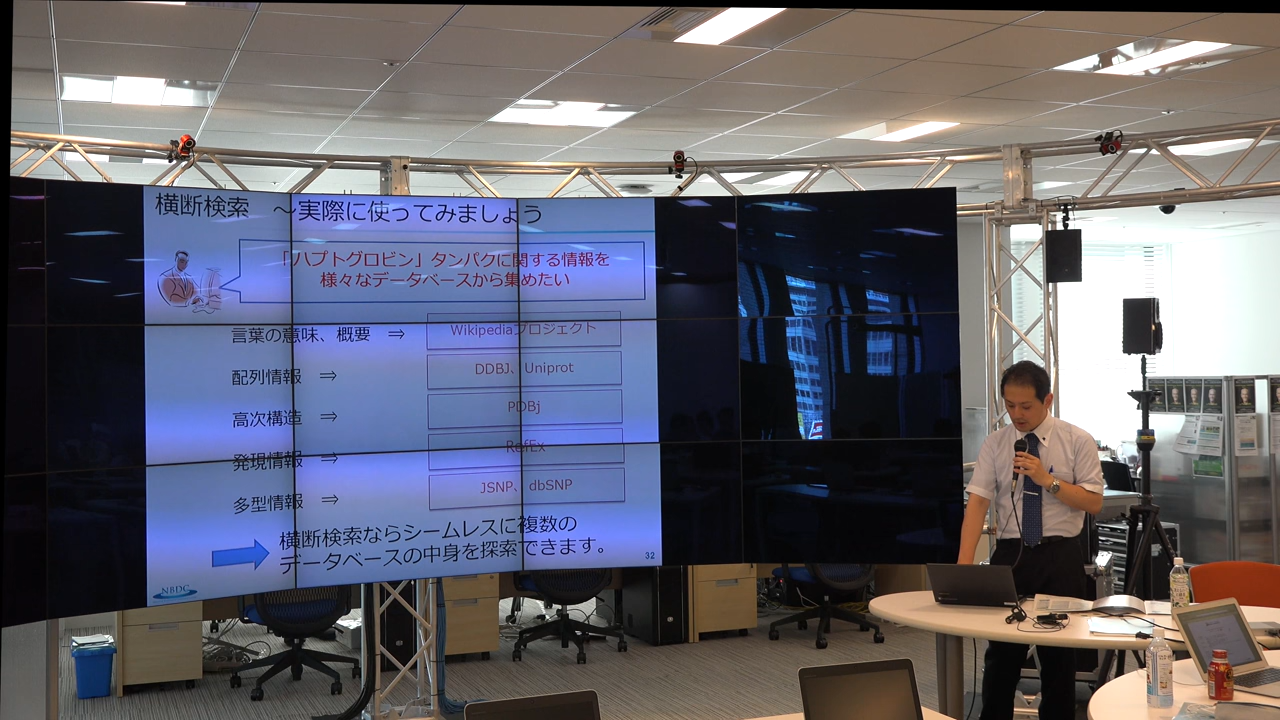 横断検索 ～実際に使ってみましょう
「ハプトグロビン」タンパクに関する情報を
様々なデータベースから集めたい
言葉の意味、概要 ⇒ Wikipediaプロジェクト
配列情報 ⇒ DDBJ、Uniprot
高次構造 ⇒ PDBj
発現情報 ⇒ RefEx
多型情報 ⇒ JSNP、dbSNP
横断検索ならシームレスに複数の
データベースの中身を探索できます。
32
NBDC